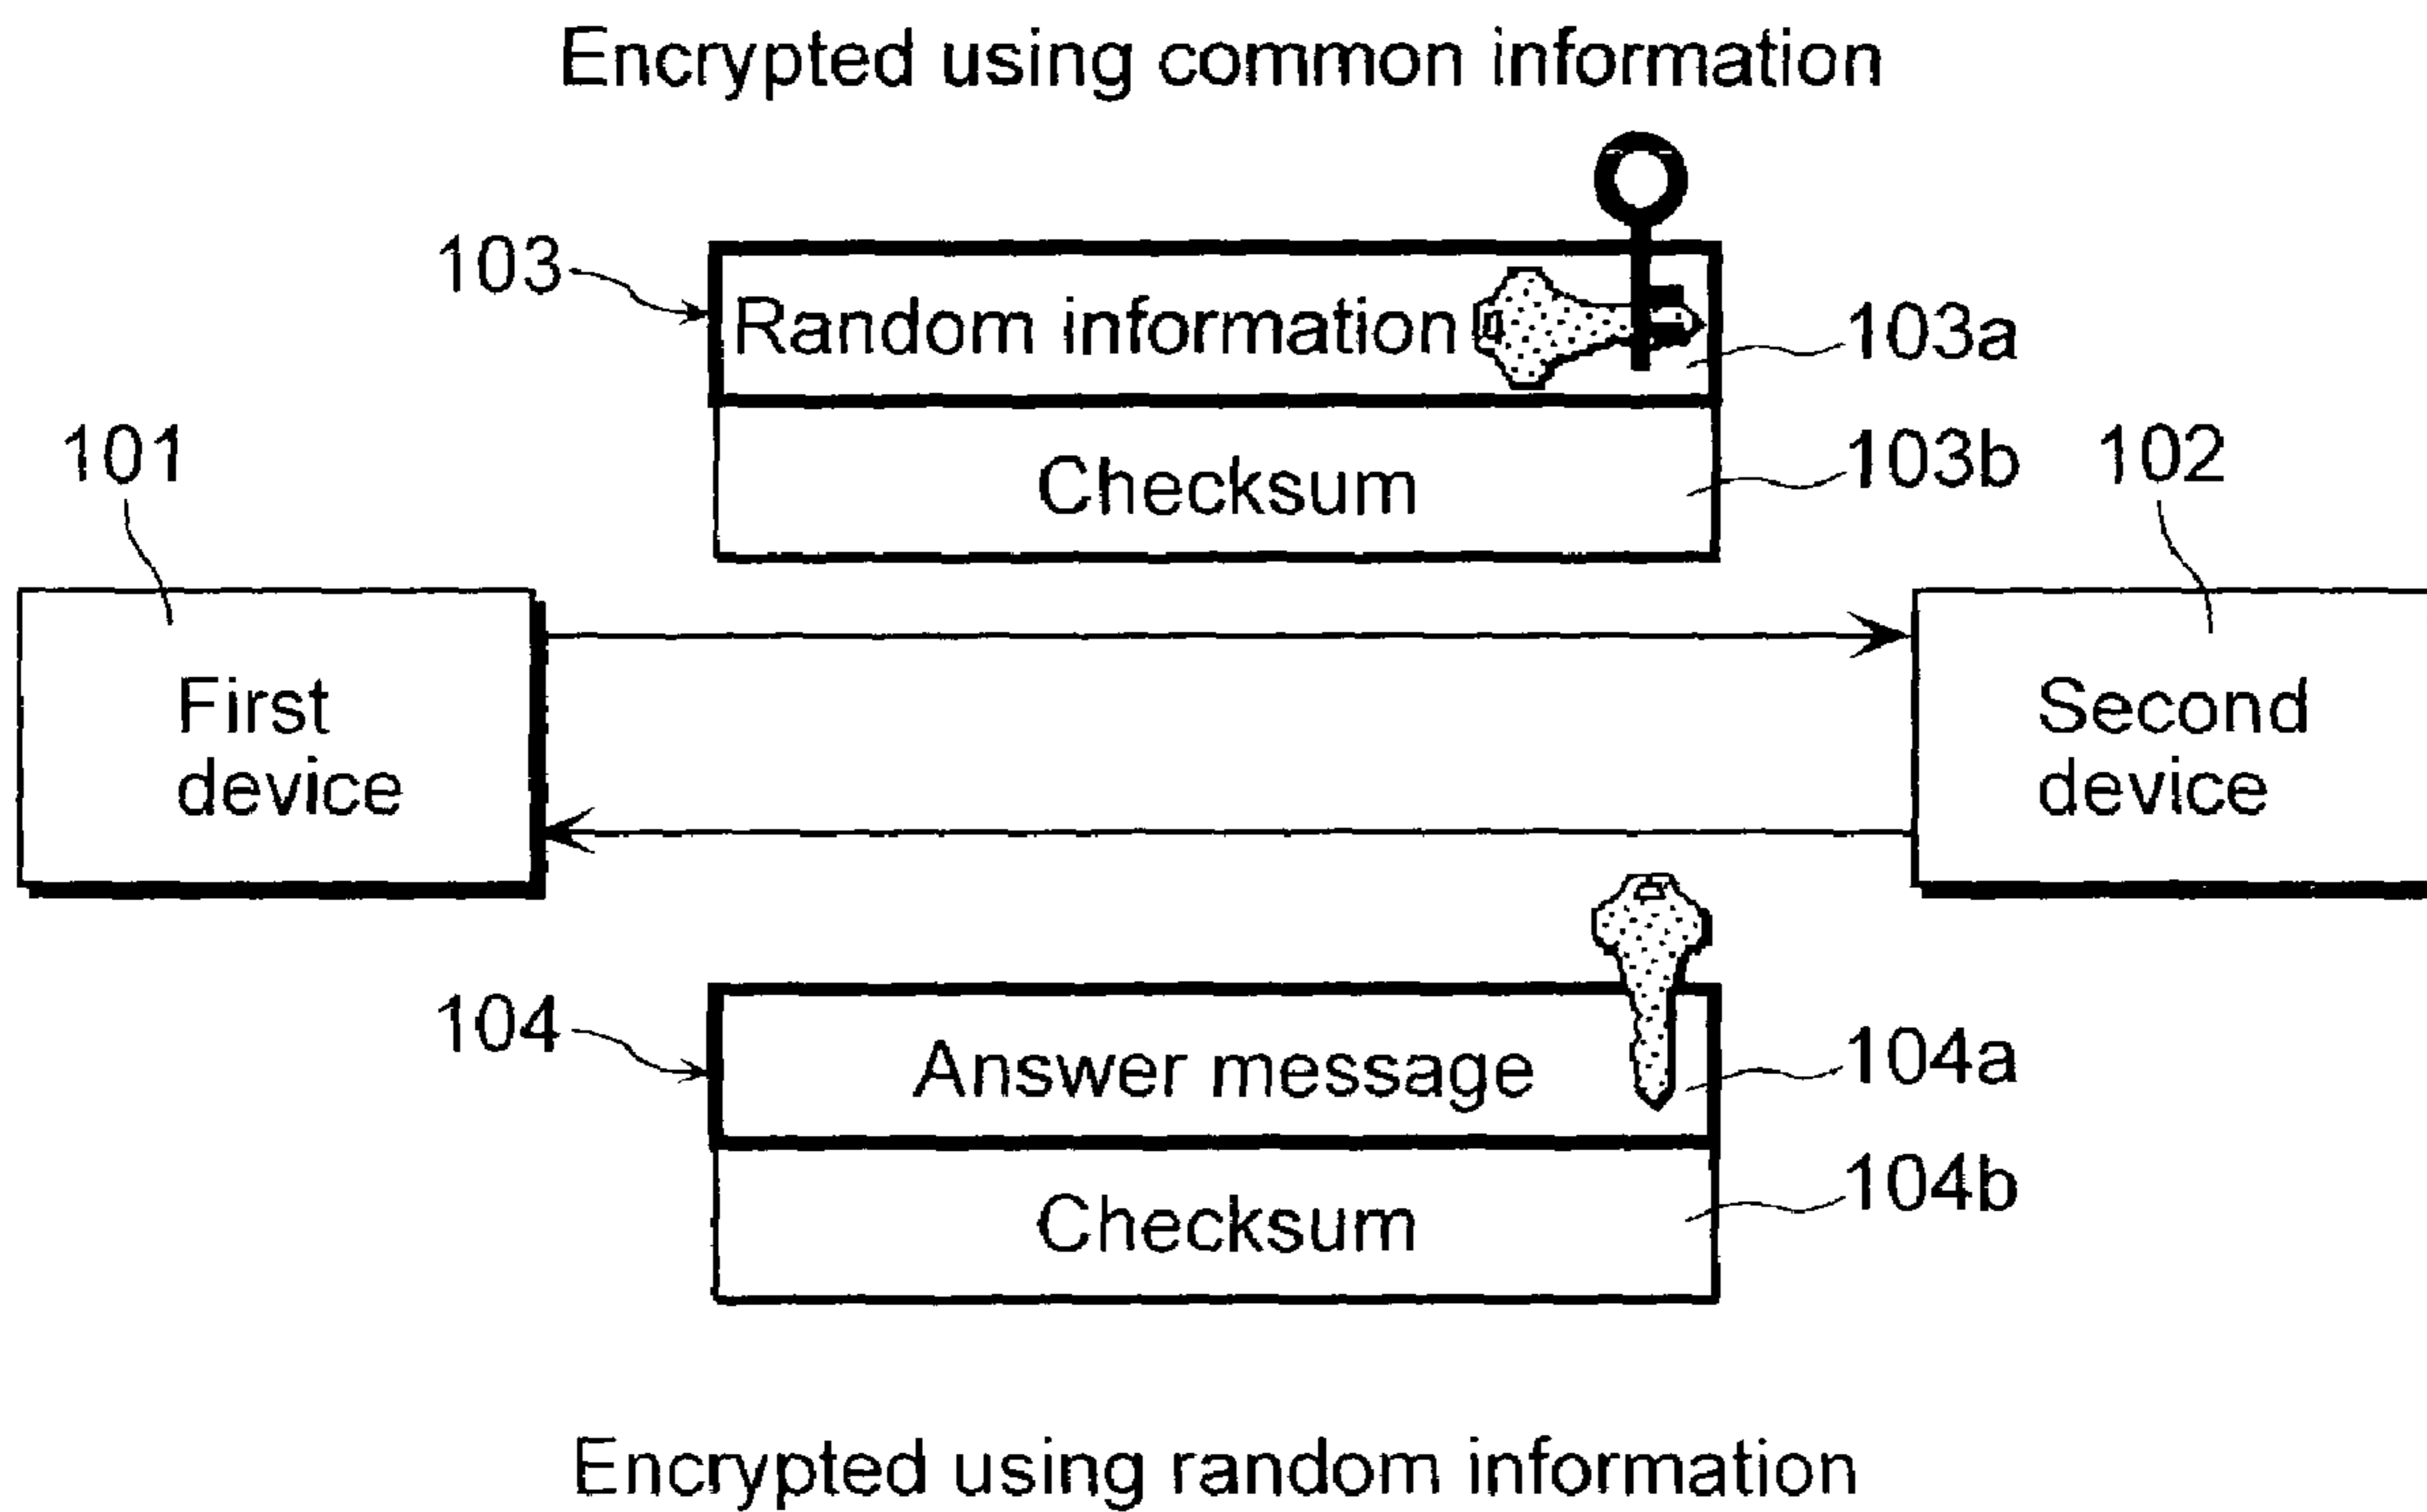 Encrypted using common information
103
Random information
103a
Checksum
103b
101
102
First
device
Second
device
104
Answer message
104a
Checksum
104b
Encrypted using random information